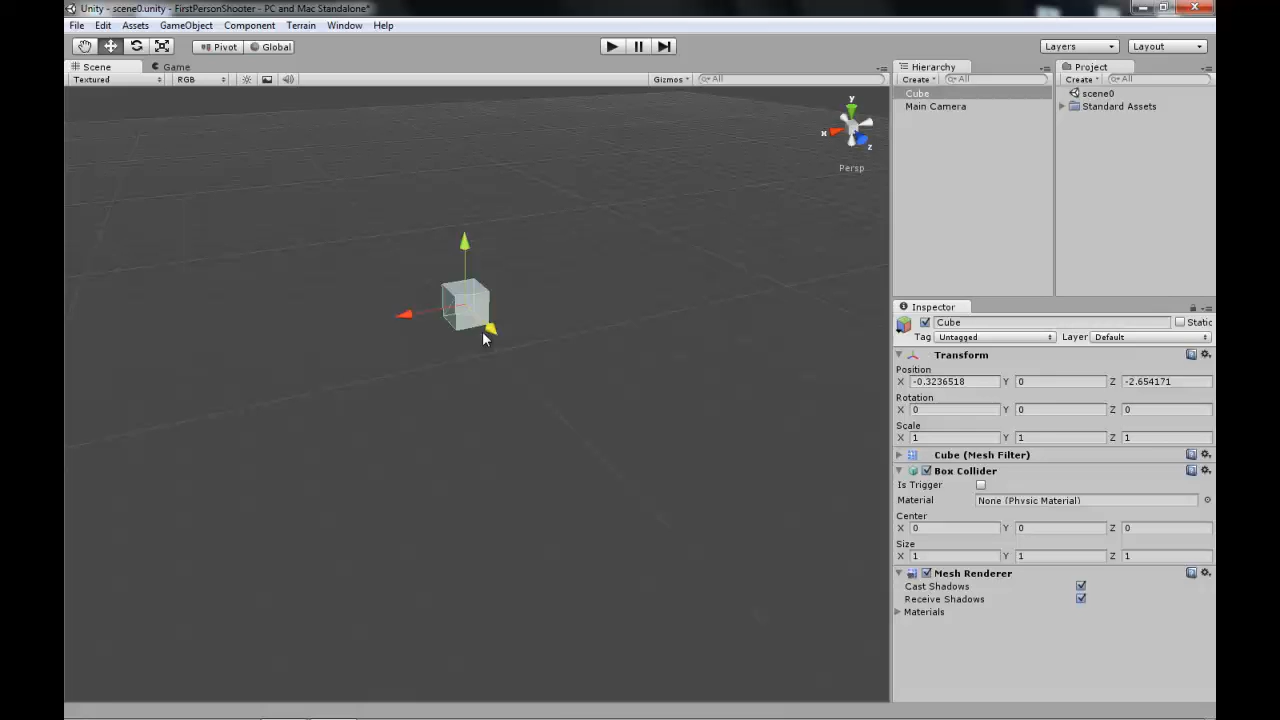 Unity - scene0.unity - FirstPersonShooter - PC and Mac Standalone*
File Edit Assets GameObject Component Terrain Window Help
Pivot Global Layers Layout
Scene Game Hierarchy Project
Textured RGB Gizmos All Create All Create All
Cube scene0
Main Camera Standard Assets
y
x
z
Persp
Inspector
Cube Static
Tag Untagged Layer Default
Transform
Position
X -0.3236518 Y 0 Z -2.654171
Rotation
X 0 Y 0 Z 0
Scale
X 1 Y 1 Z 1
Cube (Mesh Filter)
Box Collider
Is Trigger
Material None (Physic Material)
Center
X 0 Y 0 Z 0
Size
X 1 Y 1 Z 1
Mesh Renderer
Cast Shadows
Receive Shadows
Materials